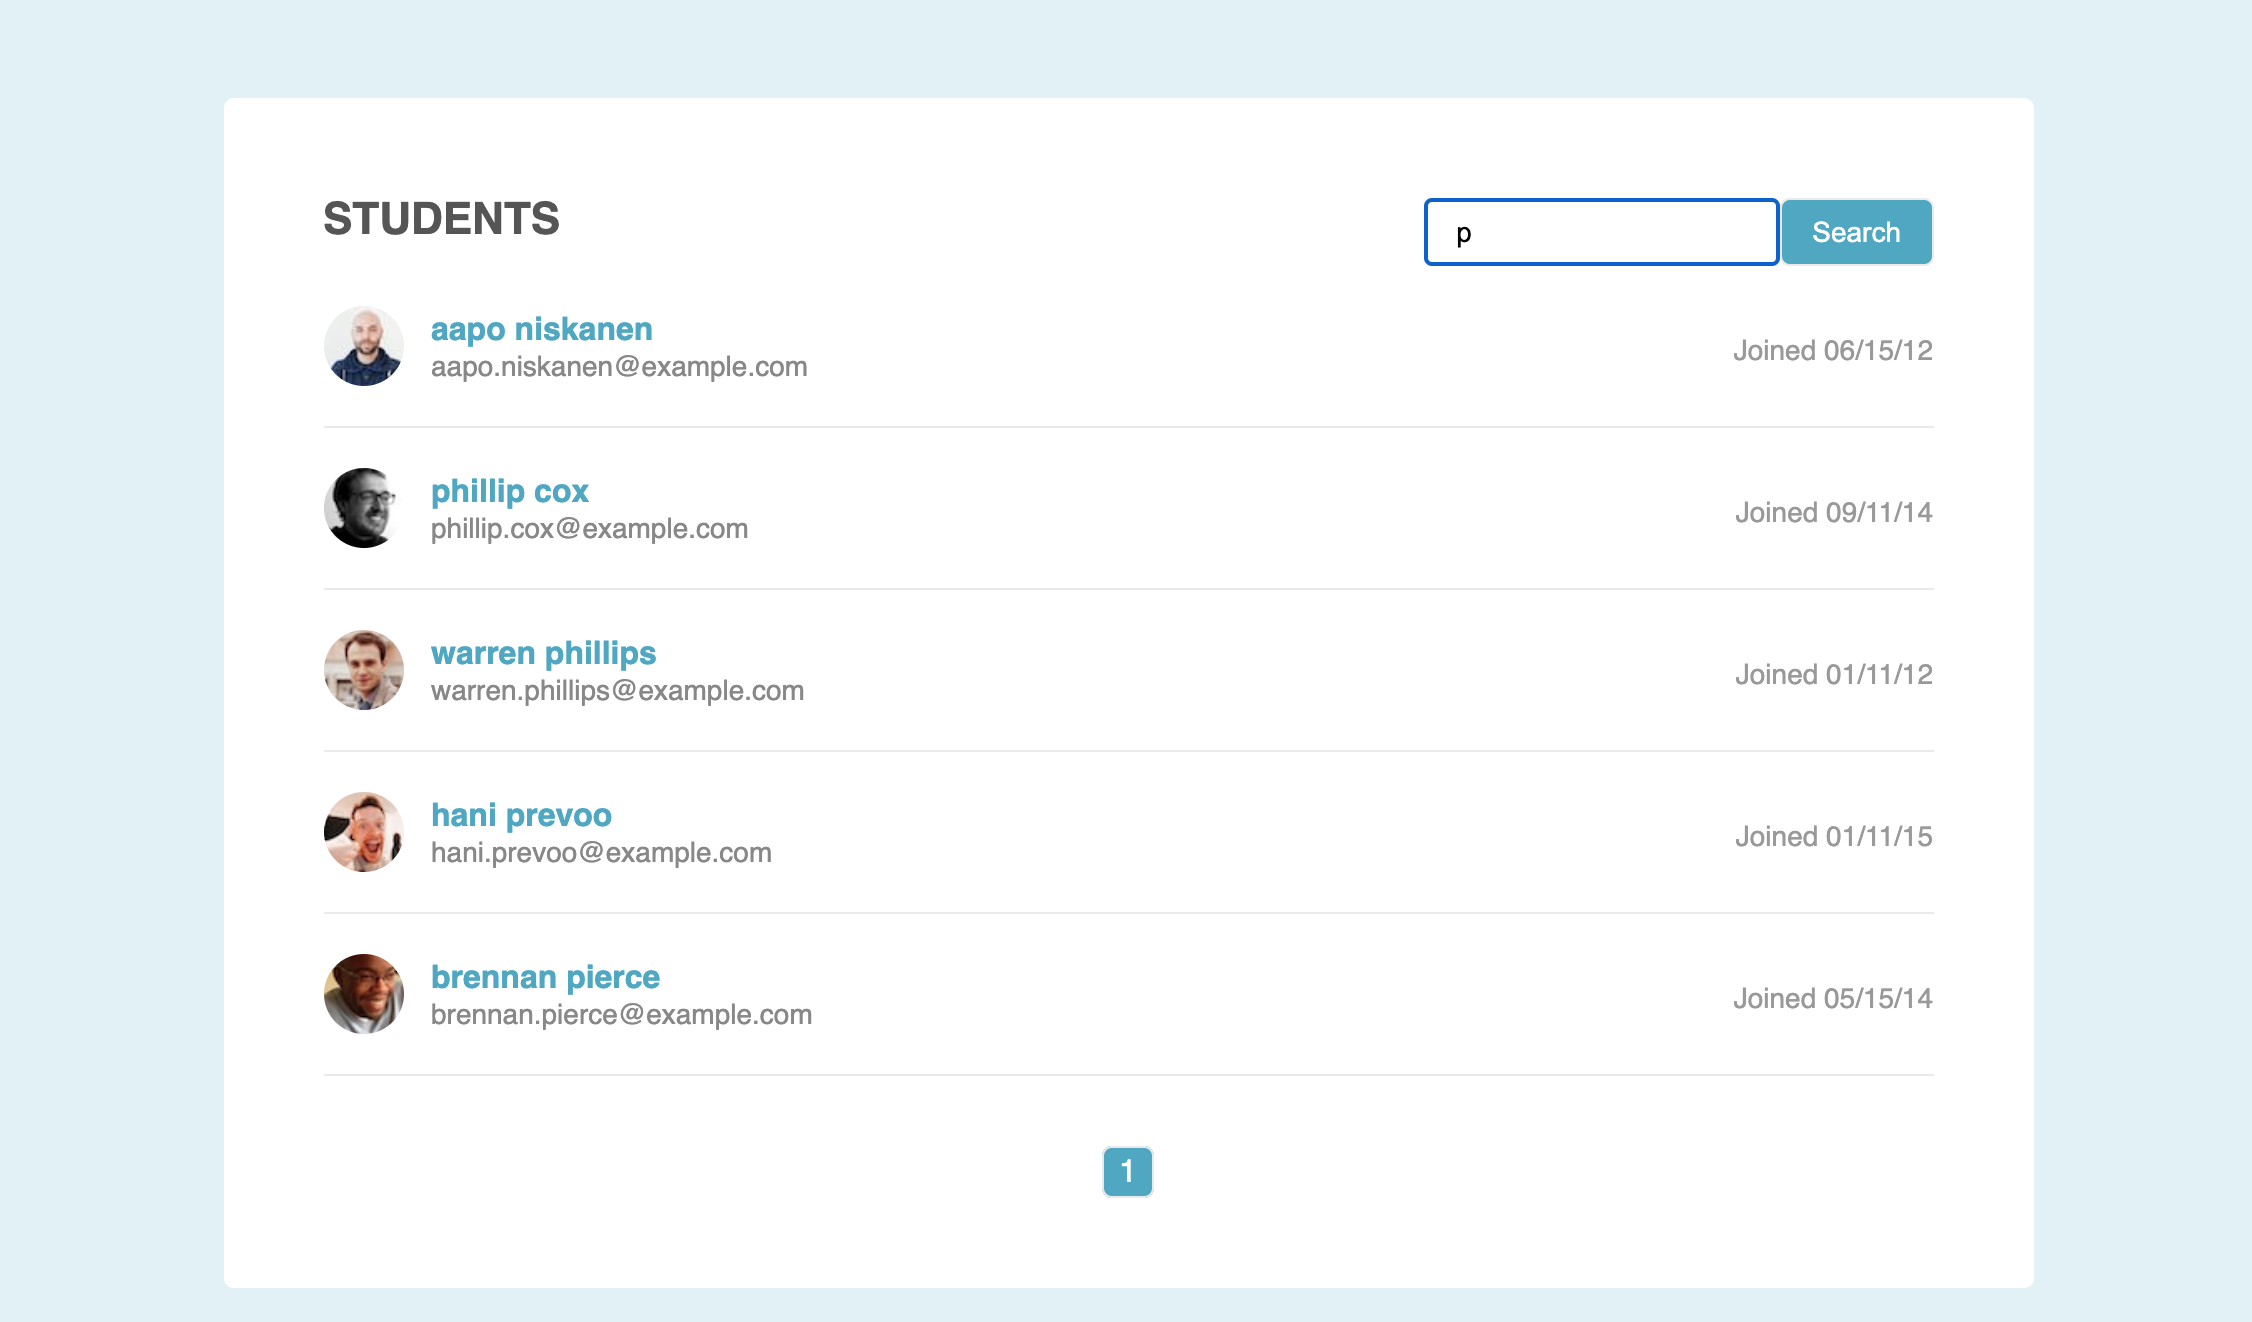 STUDENTS
p
Search
aapo niskanen
aapo.niskanen@example.com
Joined 06/15/12
phillip cox
phillip.cox@example.com
Joined 09/11/14
warren phillips
warren.phillips@example.com
Joined 01/11/12
hani prevoo
hani.prevoo@example.com
Joined 01/11/15
brennan pierce
brennan.pierce@example.com
Joined 05/15/14
1